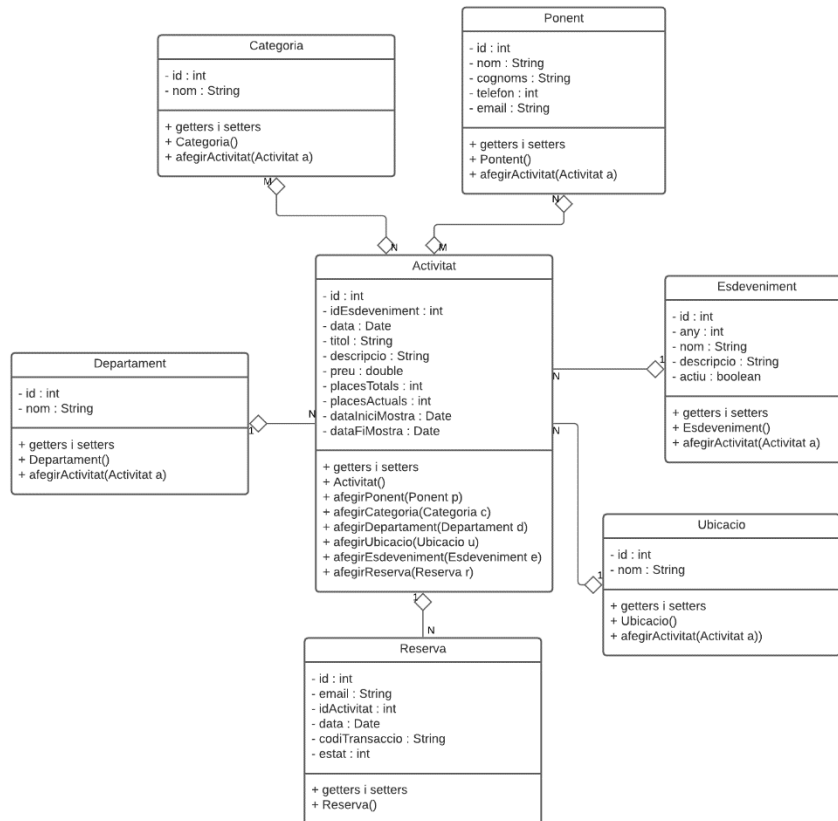 Categoria
- id : int
- nom : String
+ getters i setters
+ Categoria()
+ afegirActivitat(Activitat a)
M
N
Ponent
- id : int
- nom : String
- cognoms : String
- telefon : int
- email : String
+ getters i setters
+ Pontent()
+ afegirActivitat(Activitat a)
N
M
Activitat
- id : int
- idEsdeveniment : int
- data : Date
- titol : String
- descripcio : String
- preu : double
- placesTotals : int
- placesActuals : int
- dataIniciMostra : Date
- dataFiMostra : Date
+ getters i setters
+ Activitat()
+ afegirPonent(Ponent p)
+ afegirCategoria(Categoria c)
+ afegirDepartament(Departament d)
+ afegirUbicacio(Ubicacio u)
+ afegirEsdeveniment(Esdeveniment e)
+ afegirReserva(Reserva r)
Esdeveniment
- id : int
- any : int
- nom : String
- descripcio : String
- actiu : boolean
+ getters i setters
+ Esdeveniment()
+ afegirActivitat(Activitat a)
1
N
Departament
- id : int
- nom : String
+ getters i setters
+ Departament()
+ afegirActivitat(Activitat a)
1
N
N
Ubicacio
- id : int
- nom : String
+ getters i setters
+ Ubicacio()
+ afegirActivitat(Activitat a))
1
1
N
Reserva
- id : int
- email : String
- idActivitat : int
- data : Date
- codiTransaccio : String
- estat : int
+ getters i setters
+ Reserva()